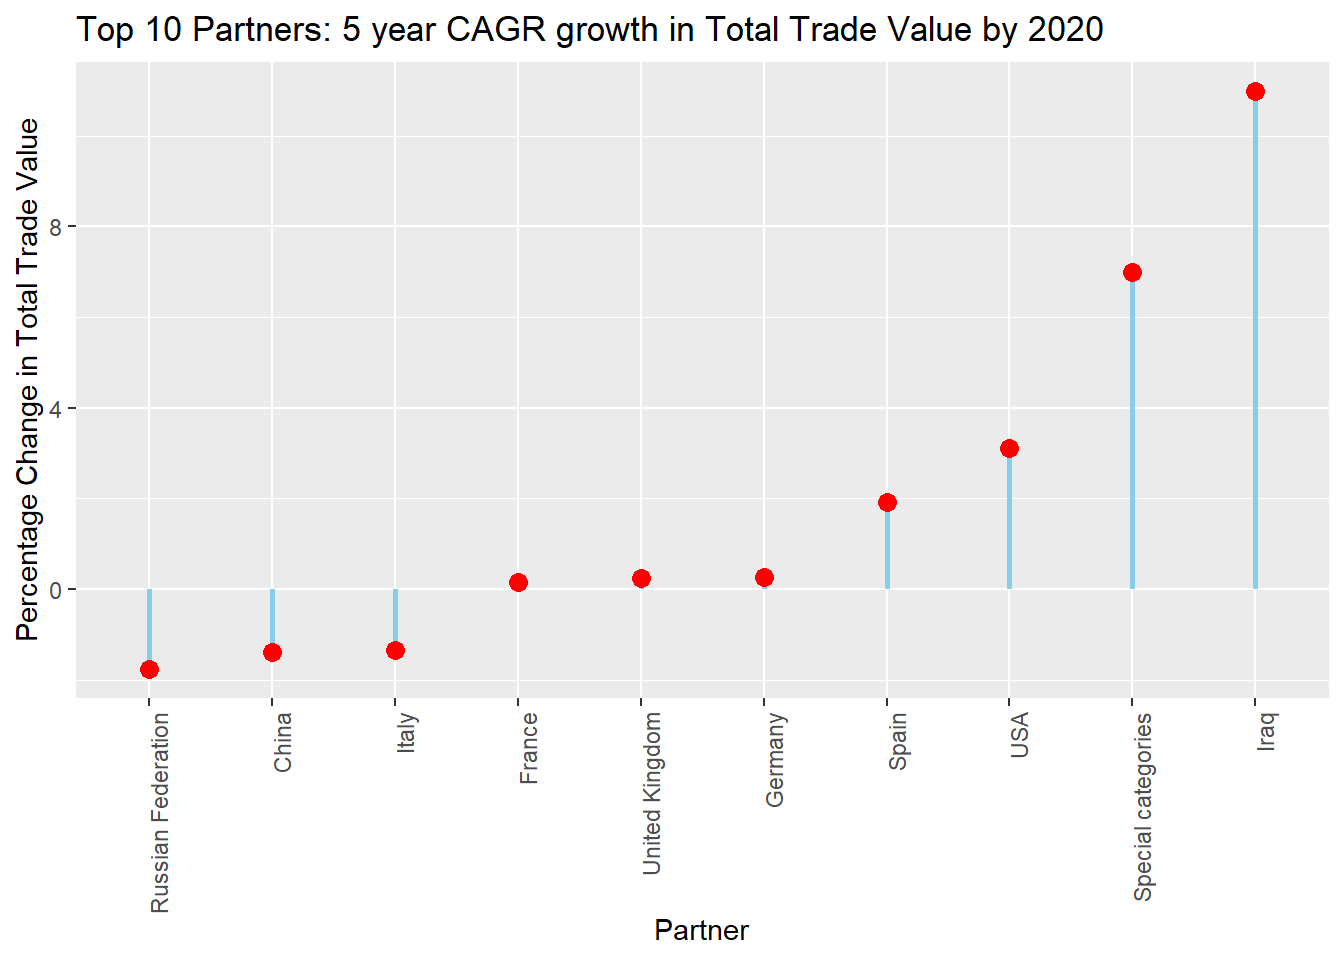 Top 10 Partners: 5 year CAGR growth in Total Trade Value by 2020
Percentage Change in Total Trade Value
8
4
0
Russian Federation
China
Italy
France
United Kingdom
Germany
Spain
USA
Special categories
Iraq
Partner